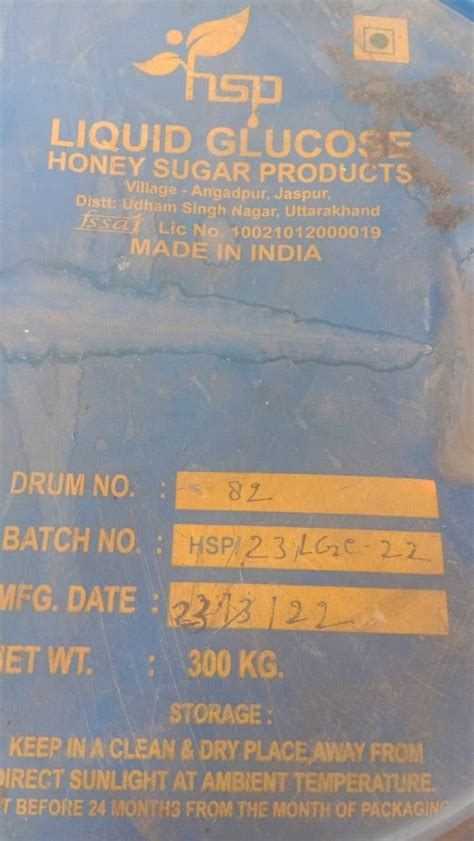 hsp
LIQUID GLUCOSE
HONEY SUGAR PRODUCTS
Village - Angadpur, Jaspur,
Distt: Udham Singh Nagar, Uttarakhand
fssai Lic No. 10021012000019
MADE IN INDIA
DRUM NO. : 82
BATCH NO. : HSP/23/LGC-22
MFG. DATE : 23/3/22
NET WT. : 300 KG.
STORAGE :
KEEP IN A CLEAN & DRY PLACE,AWAY FROM
DIRECT SUNLIGHT AT AMBIENT TEMPERATURE.
T BEFORE 24 MONTHS FROM THE MONTH OF PACKAGING